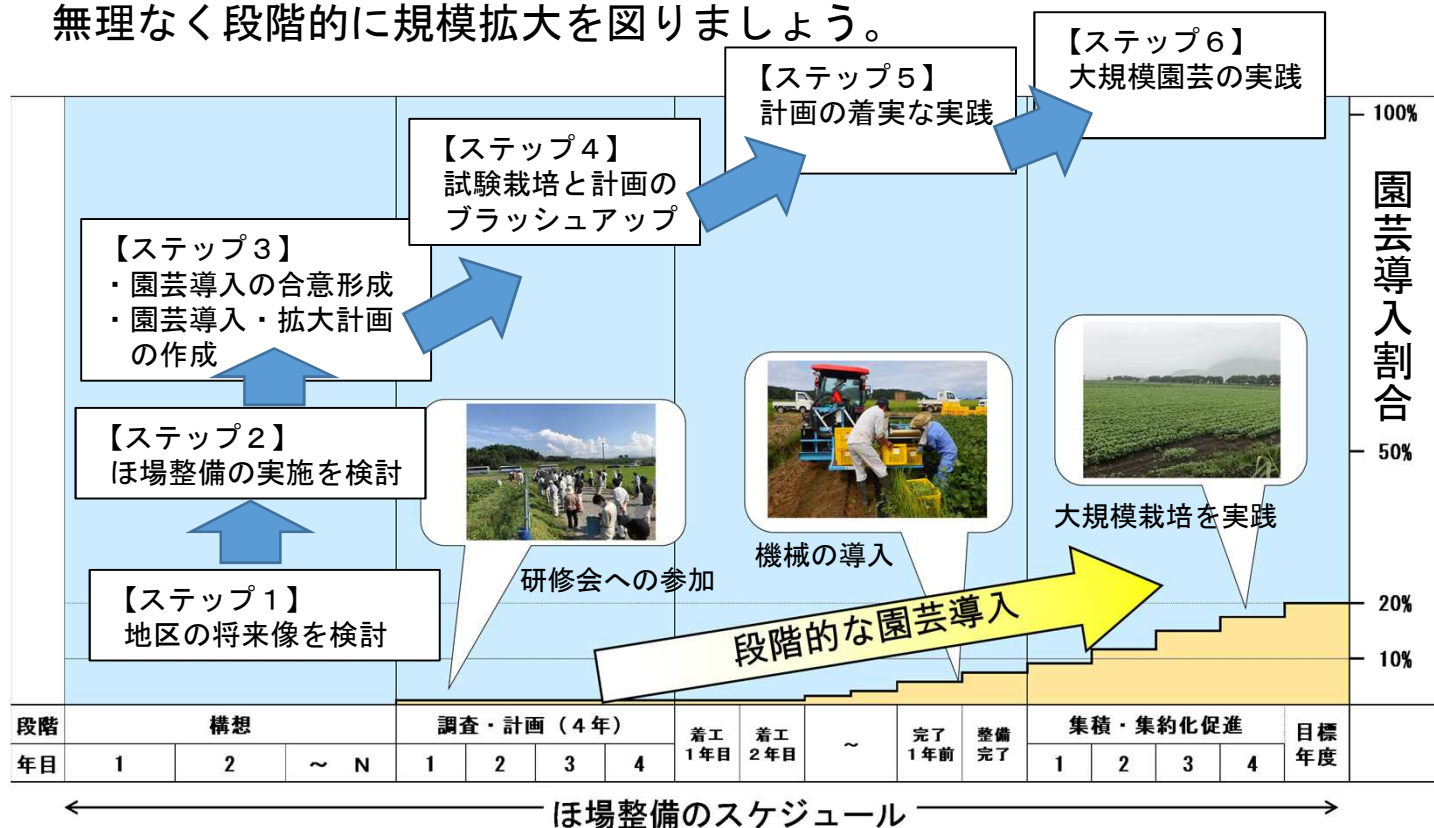 無理なく段階的に規模拡大を図りましょう。
【ステップ６】
大規模園芸の実践
【ステップ５】
計画の着実な実践
【ステップ４】
試験栽培と計画の
ブラッシュアップ
【ステップ３】
・園芸導入の合意形成
・園芸導入・拡大計画
の作成
【ステップ２】
ほ場整備の実施を検討
【ステップ１】
地区の将来像を検討
研修会への参加
機械の導入
大規模栽培を実践
段階的な園芸導入
100%
50%
20%
10%
園芸導入割合
段階 構想 調査・計画（４年） 着工１年目 着工２年目 ～ 完了１年前 整備完了 集積・集約化促進 目標年度
年目 1 2 ～ N 1 2 3 4 1 2 3 4
ほ場整備のスケジュール